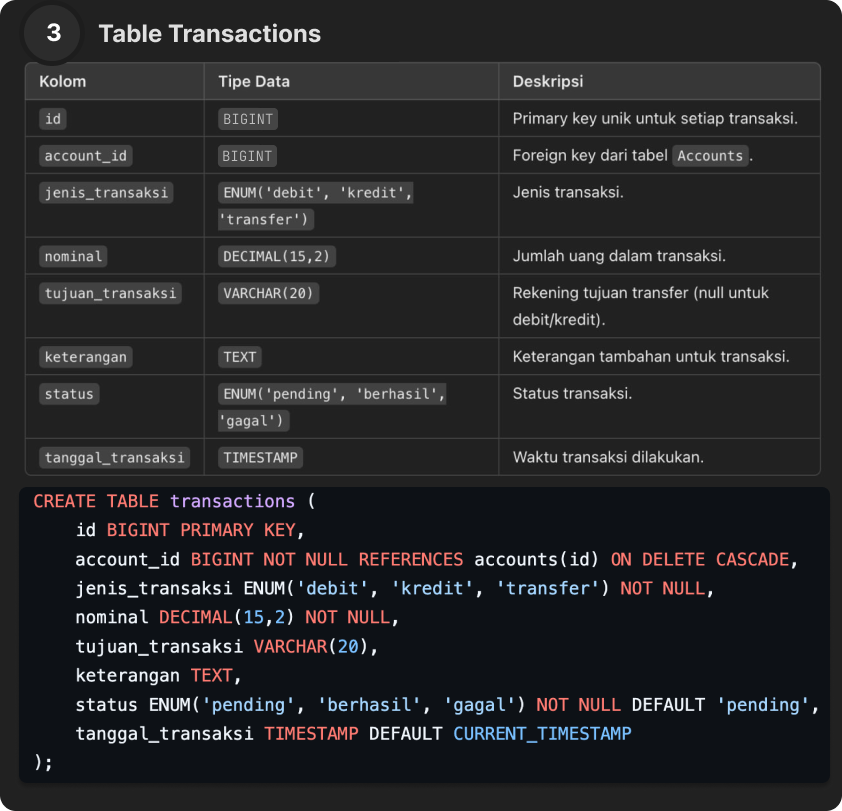 3 Table Transactions
Kolom Tipe Data Deskripsi
id BIGINT Primary key unik untuk setiap transaksi.
account_id BIGINT Foreign key dari tabel Accounts.
jenis_transaksi ENUM('debit', 'kredit', Jenis transaksi.
'transfer')
nominal DECIMAL(15,2) Jumlah uang dalam transaksi.
tujuan_transaksi VARCHAR(20) Rekening tujuan transfer (null untuk
debit/kredit).
keterangan TEXT Keterangan tambahan untuk transaksi.
status ENUM('pending', 'berhasil', Status transaksi.
'gagal')
tanggal_transaksi TIMESTAMP Waktu transaksi dilakukan.
CREATE TABLE transactions (
    id BIGINT PRIMARY KEY,
    account_id BIGINT NOT NULL REFERENCES accounts(id) ON DELETE CASCADE,
    jenis_transaksi ENUM('debit', 'kredit', 'transfer') NOT NULL,
    nominal DECIMAL(15,2) NOT NULL,
    tujuan_transaksi VARCHAR(20),
    keterangan TEXT,
    status ENUM('pending', 'berhasil', 'gagal') NOT NULL DEFAULT 'pending',
    tanggal_transaksi TIMESTAMP DEFAULT CURRENT_TIMESTAMP
);